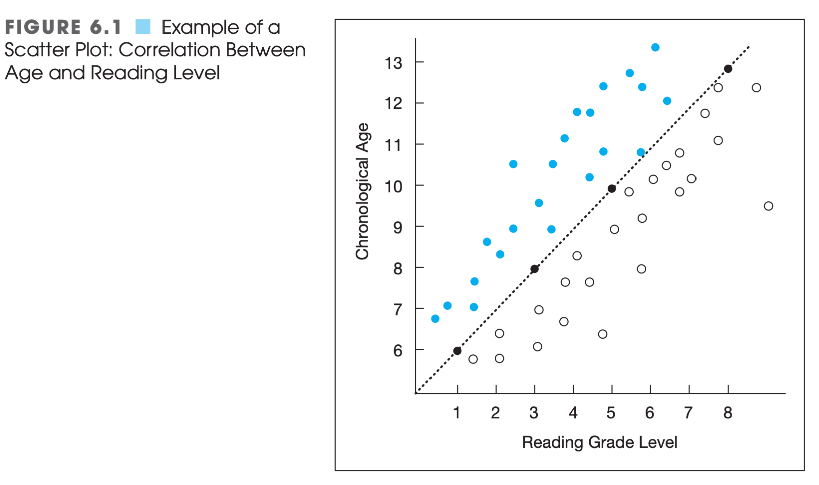 FIGURE 6.1 Example of a
Scatter Plot: Correlation Between
Age and Reading Level
Chronological Age
13
12
11
10
9
8
7
6
1 2 3 4 5 6 7 8
Reading Grade Level